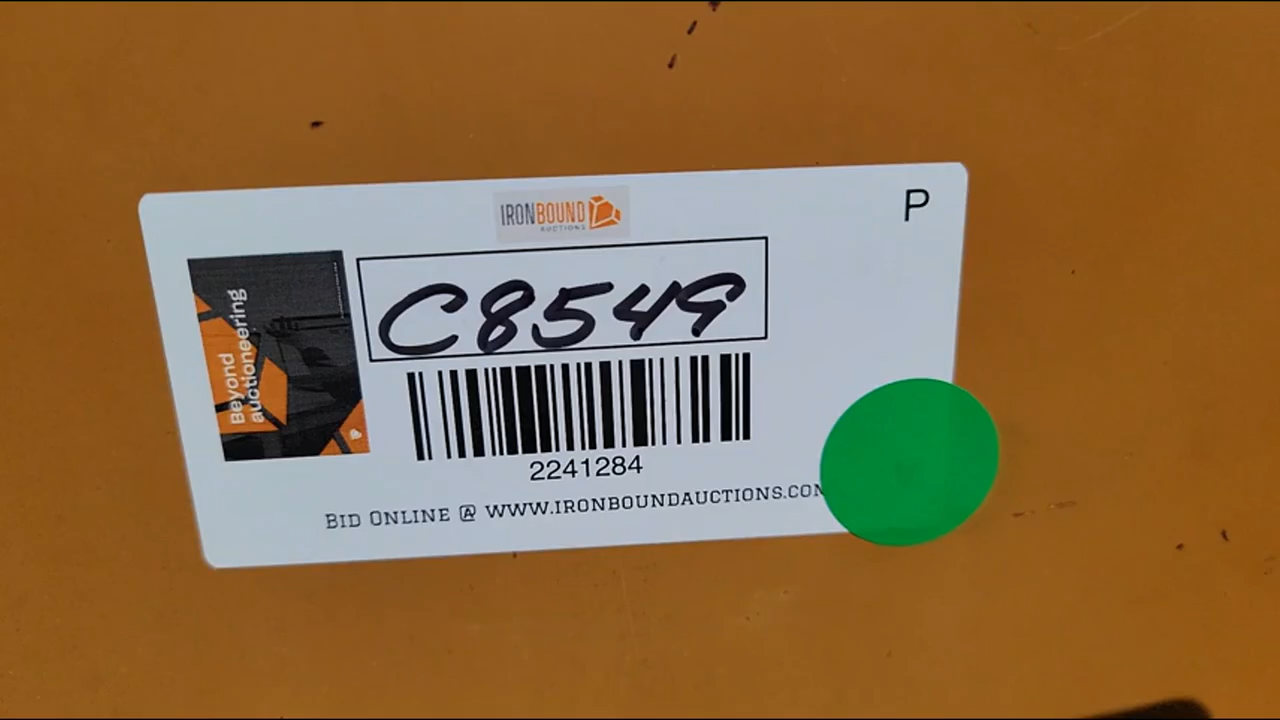 IRONBOUND
AUCTIONS
P
Beyond
auctioneering
C8549
2241284
BID ONLINE @ WWW.IRONBOUNDAUCTIONS.COM